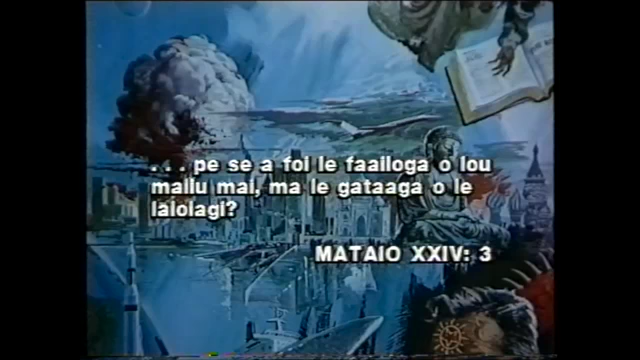 . . . pe se a foi le faailoga o lou
maliu mai, ma le gataaga o le
lalolagi?
MATAIO XXIV: 3